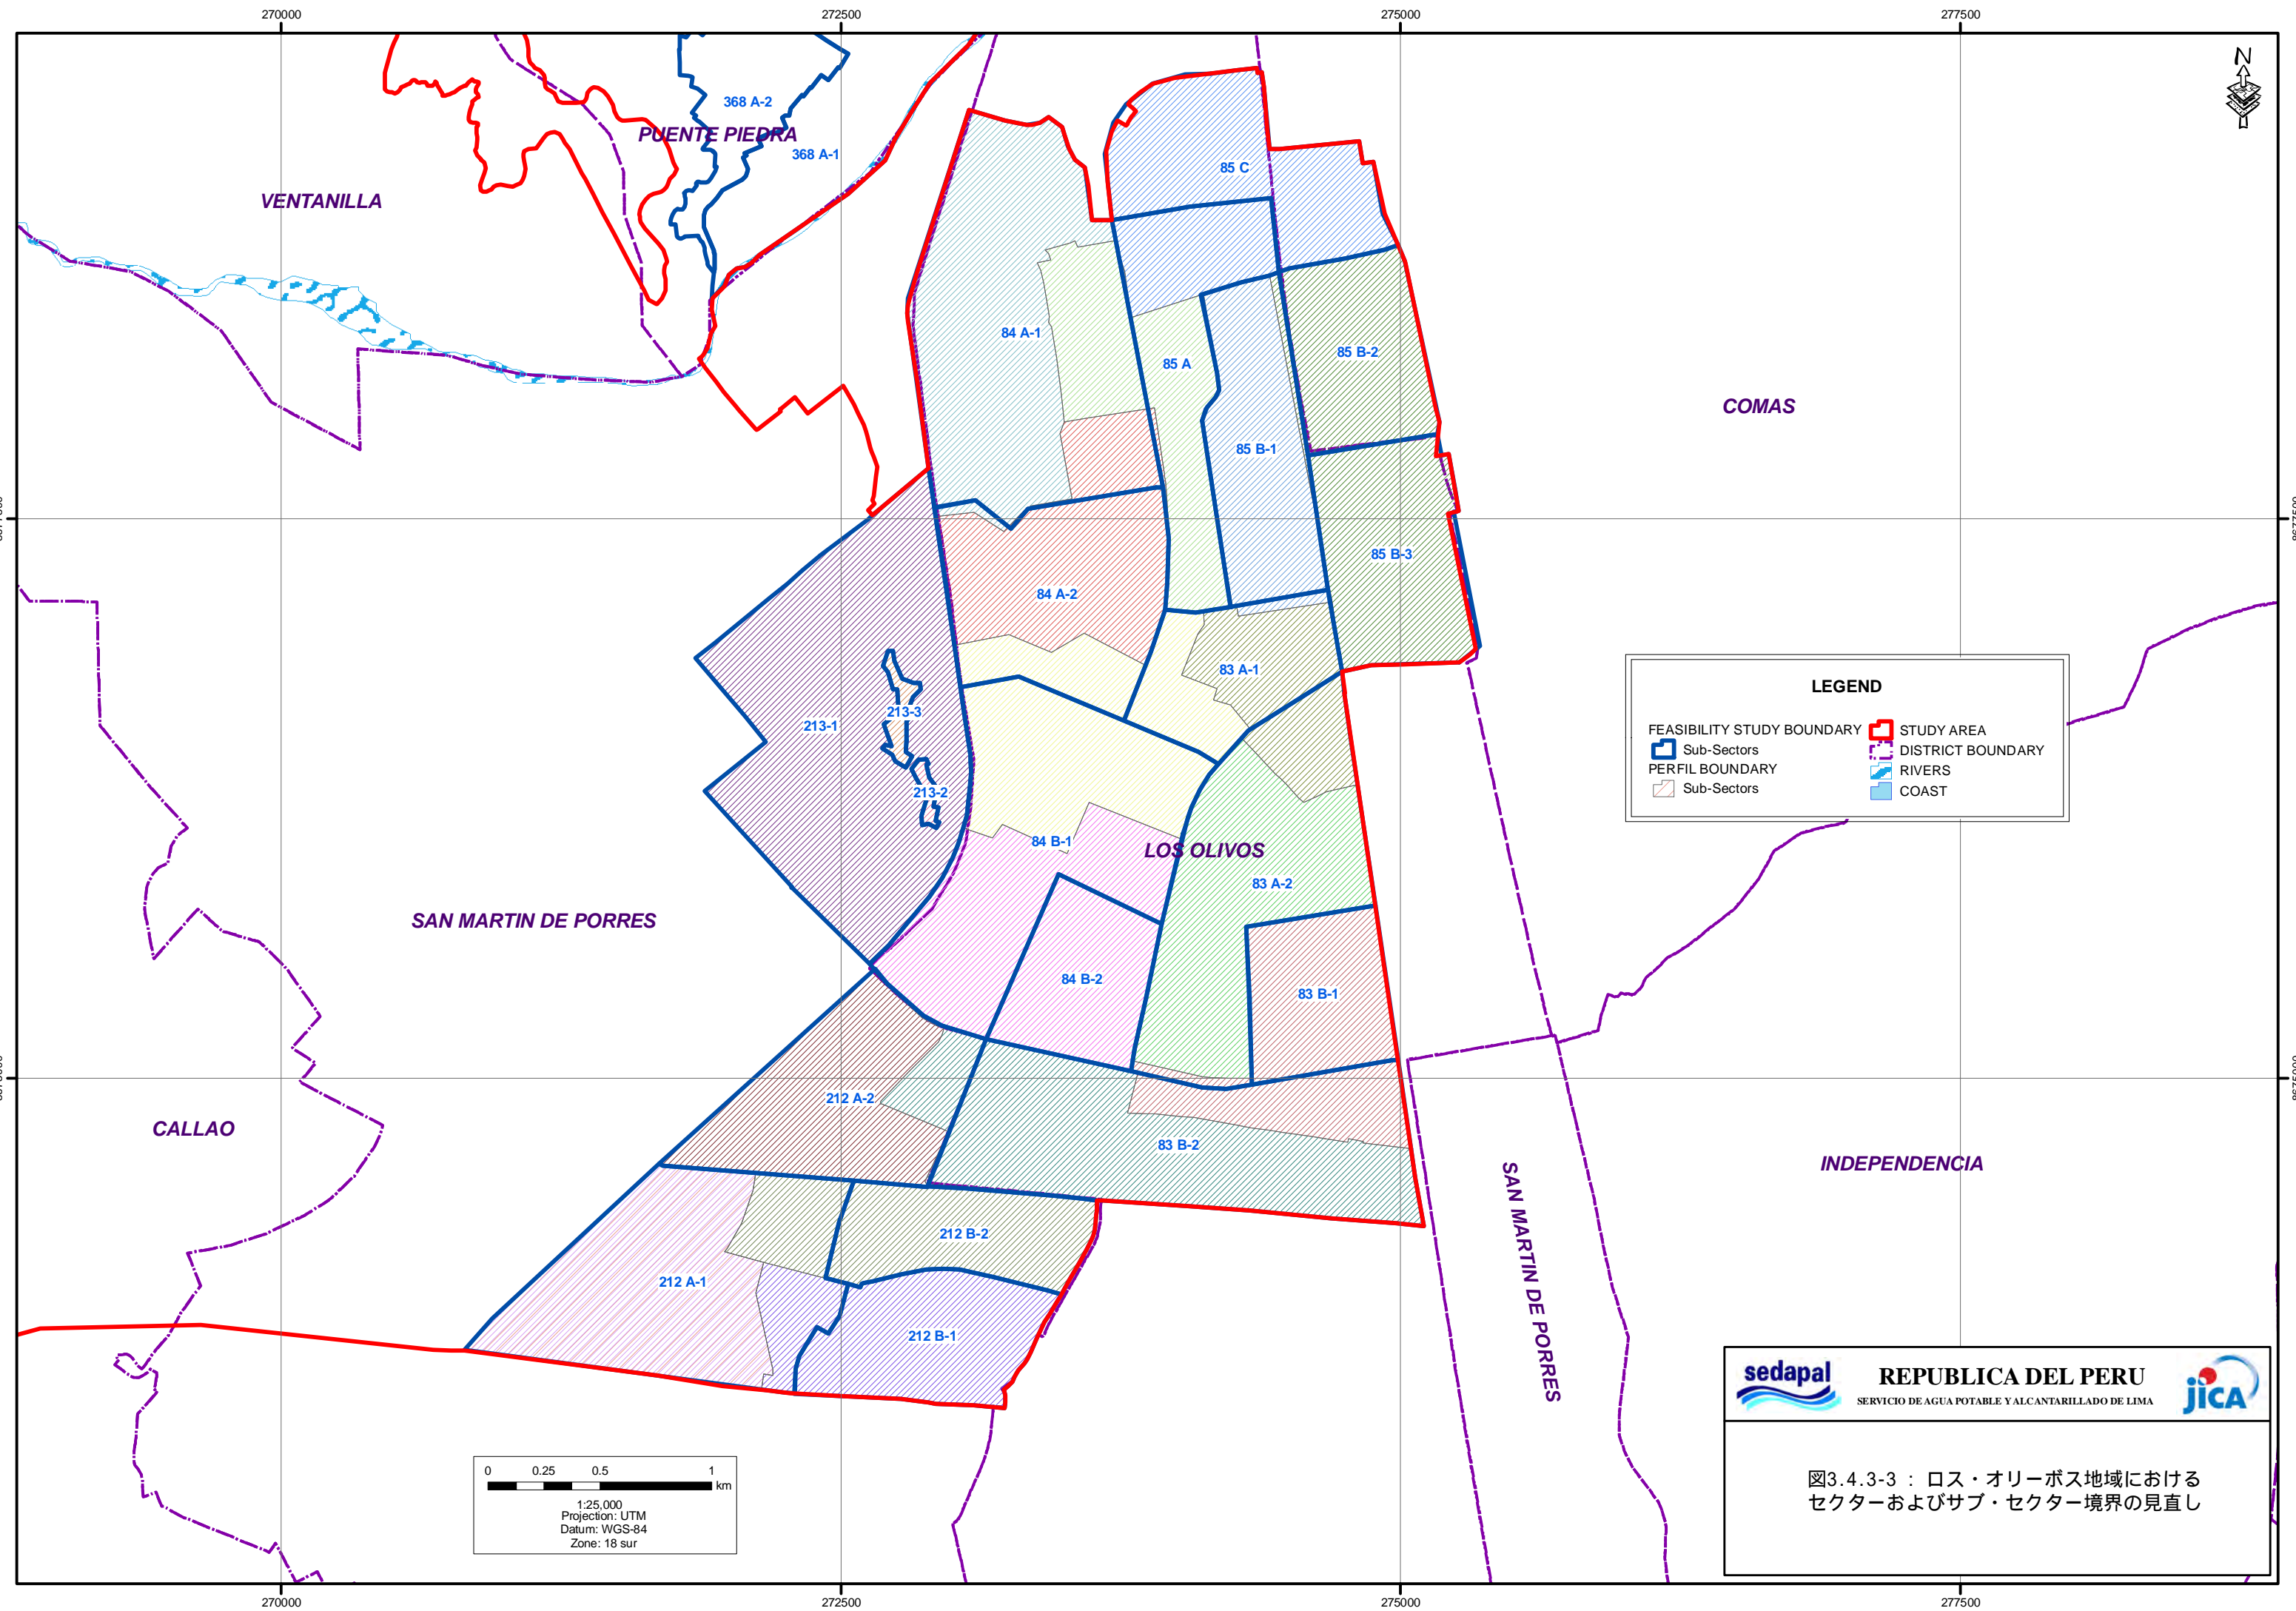 270000
272500
275000
277500
N
368 A-2
PUENTE PIEDRA
368 A-1
85 C
VENTANILLA
84 A-1
85 A
85 B-2
COMAS
85 B-1
85 B-3
84 A-2
83 A-1
213-3
213-1
213-2
84 B-1
LOS OLIVOS
83 A-2
SAN MARTIN DE PORRES
84 B-2
83 B-1
212 A-2
CALLAO
83 B-2
INDEPENDENCIA
SAN MARTIN DE PORRES
212 B-2
212 A-1
212 B-1
LEGEND
FEASIBILITY STUDY BOUNDARY
Sub-Sectors
PERFIL BOUNDARY
Sub-Sectors
STUDY AREA
DISTRICT BOUNDARY
RIVERS
COAST
0 0.25 0.5 1
km
1:25,000
Projection: UTM
Datum: WGS-84
Zone: 18 sur
sedapal
REPUBLICA DEL PERU
SERVICIO DE AGUA POTABLE Y ALCANTARILLADO DE LIMA
JICA
図3.4.3-3 : ロス・オリーボス地域における
セクターおよびサブ・セクター境界の見直し
270000
272500
275000
277500